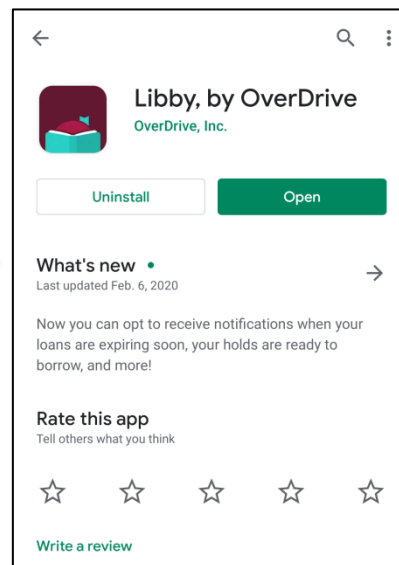 Libby, by OverDrive
OverDrive, Inc.
Uninstall
Open
What's new
Last updated Feb. 6, 2020
Now you can opt to receive notifications when your
loans are expiring soon, your holds are ready to
borrow, and more!
Rate this app
Tell others what you think
Write a review